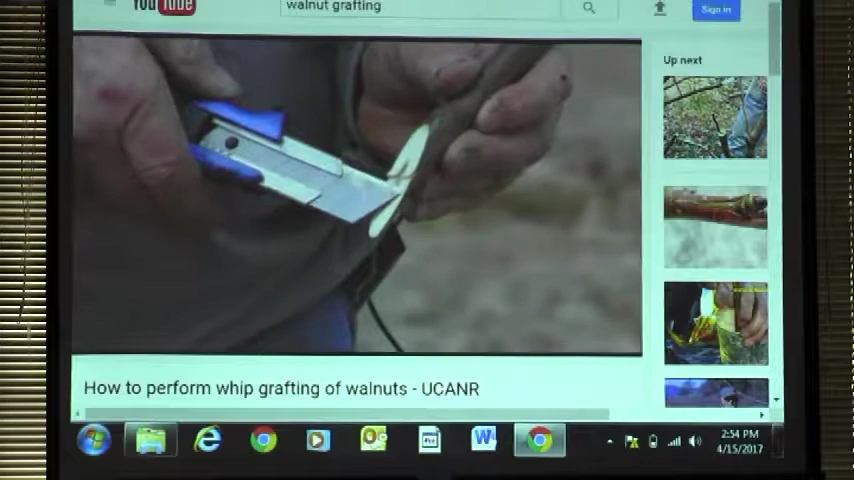 YouTube
walnut grafting
Sign in
Up next
How to perform whip grafting of walnuts - UCANR
2:54 PM
4/15/2017